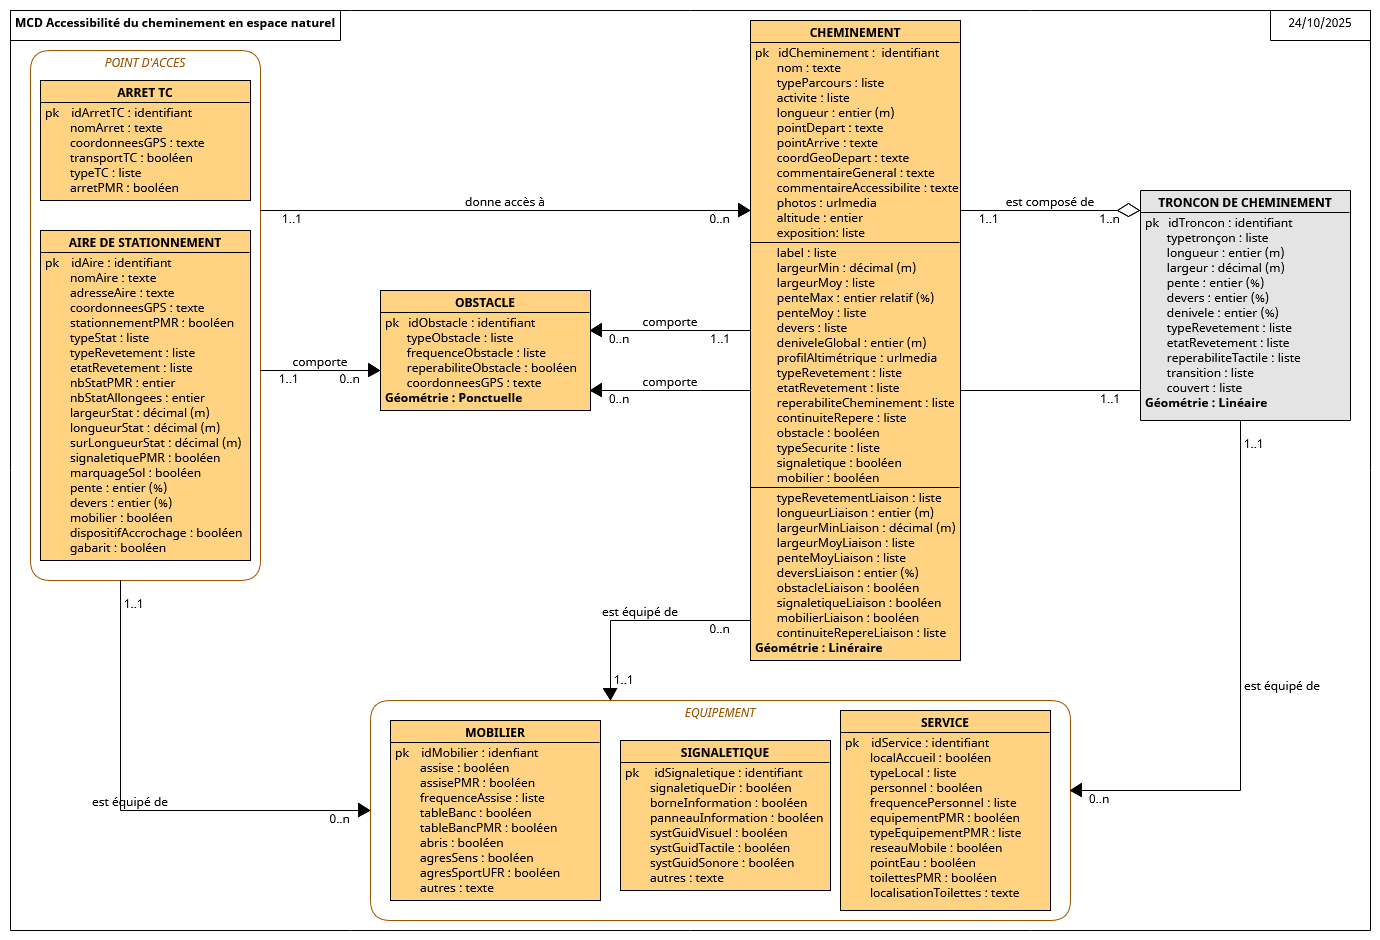 MCD Accessibilité du cheminement en espace naturel
24/10/2025
POINT D'ACCES
ARRET TC
pk idArretTC : identifiant
nomArret : texte
coordonneesGPS : texte
transportTC : booléen
typeTC : liste
arretPMR : booléen
AIRE DE STATIONNEMENT
pk idAire : identifiant
nomAire : texte
adresseAire : texte
coordonneesGPS : texte
stationnementPMR : booléen
typeStat : liste
typeRevetement : liste
etatRevetement : liste
nbStatPMR : entier
nbStatAllongees : entier
largeurStat : décimal (m)
longueurStat : décimal (m)
surLongueurStat : décimal (m)
signaletiquePMR : booléen
marquageSol : booléen
pente : entier (%)
devers : entier (%)
mobilier : booléen
dispositifAccrochage : booléen
gabarit : booléen
donne accès à
1..1
0..n
comporte
1..1
0..n
OBSTACLE
pk idObstacle : identifiant
typeObstacle : liste
frequenceObstacle : liste
reperabiliteObstacle : booléen
coordonneesGPS : texte
Géométrie : Ponctuelle
comporte
0..n
1..1
comporte
0..n
1..1
CHEMINEMENT
pk idCheminement : identifiant
nom : texte
typeParcours : liste
activite : liste
longueur : entier (m)
pointDepart : texte
pointArrive : texte
coordGeoDepart : texte
commentaireGeneral : texte
commentaireAccessibilite : texte
photos : urlmedia
altitude : entier
exposition: liste
label : liste
largeurMin : décimal (m)
largeurMoy : liste
penteMax : entier relatif (%)
penteMoy : liste
devers : liste
deniveleGlobal : entier (m)
profilAltimétrique : urlmedia
typeRevetement : liste
etatRevetement : liste
reperabiliteCheminement : liste
continuiteRepere : liste
obstacle : booléen
typeSecurite : liste
signaletique : booléen
mobilier : booléen
typeRevetementLiaison : liste
longueurLiaison : entier (m)
largeurMinLiaison : décimal (m)
largeurMoyLiaison : liste
penteMoyLiaison : liste
deversLiaison : entier (%)
obstacleLiaison : booléen
signaletiqueLiaison : booléen
mobilierLiaison : booléen
continuiteRepereLiaison : liste
Géométrie : Linéraire
est composé de
1..1
1..n
TRONCON DE CHEMINEMENT
pk idTroncon : identifiant
typetronçon : liste
longueur : entier (m)
largeur : décimal (m)
pente : entier (%)
devers : entier (%)
denivele : entier (%)
typeRevetement : liste
etatRevetement : liste
reperabiliteTactile : liste
transition : liste
couvert : liste
Géométrie : Linéaire
1..1
est équipé de
0..n
1..1
est équipé de
0..n
est équipé de
0..n
1..1
EQUIPEMENT
MOBILIER
pk idMobilier : idenfiant
assise : booléen
assisePMR : booléen
frequenceAssise : liste
tableBanc : booléen
tableBancPMR : booléen
abris : booléen
agresSens : booléen
agresSportUFR : booléen
autres : texte
SIGNALETIQUE
pk idSignaletique : identifiant
signaletiqueDir : booléen
borneInformation : booléen
panneauInformation : booléen
systGuidVisuel : booléen
systGuidTactile : booléen
systGuidSonore : booléen
autres : texte
SERVICE
pk idService : identifiant
localAccueil : booléen
typeLocal : liste
personnel : booléen
frequencePersonnel : liste
equipementPMR : booléen
typeEquipementPMR : liste
reseauMobile : booléen
pointEau : booléen
toilettesPMR : booléen
localisationToilettes : texte